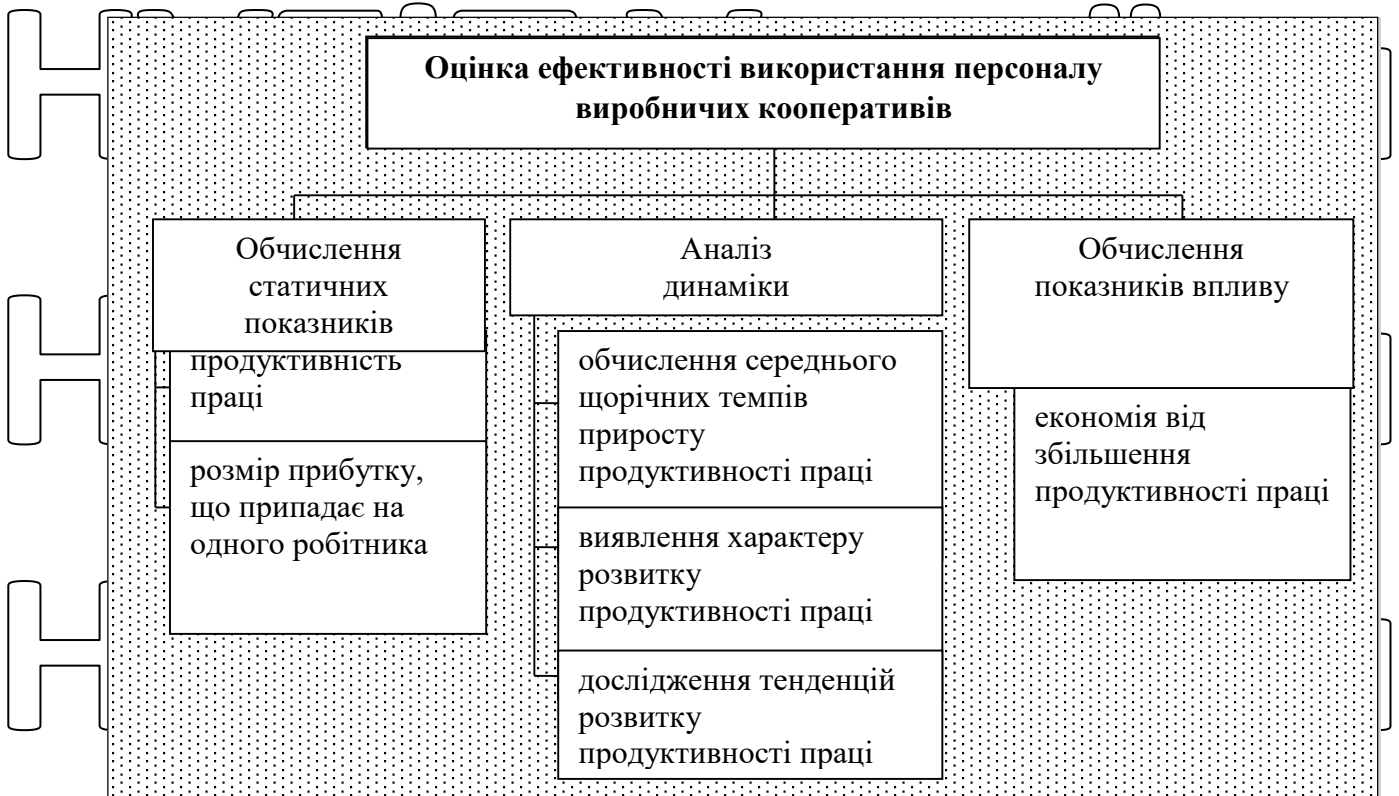 Оцінка ефективності використання персоналу
виробничих кооперативів
Обчислення
статичних
показників
продуктивність
праці
розмір прибутку,
що припадає на
одного робітника
Аналіз
динаміки
обчислення середнього
щорічних темпів
приросту
продуктивності праці
виявлення характеру
розвитку
продуктивності праці
дослідження тенденцій
розвитку
продуктивності праці
Обчислення
показників впливу
економія від
збільшення
продуктивності праці